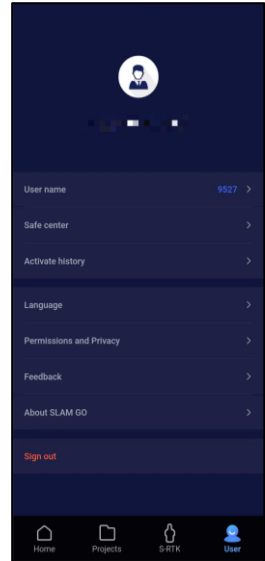 User name 9527 >
Safe center >
Activate history >
Language >
Permissions and Privacy >
Feedback >
About SLAM GO >
Sign out
Home Projects S-RTK User